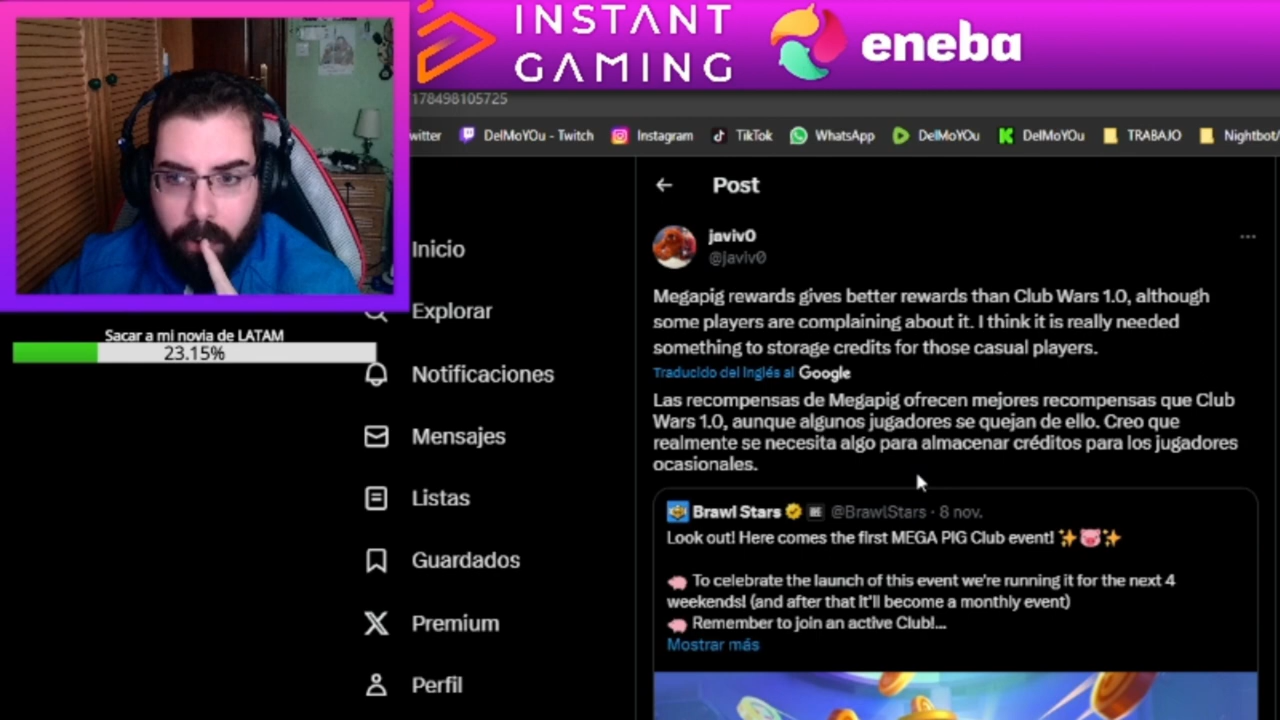 INSTANT
GAMING
eneba
178498105725
witter
DelMoYOu - Twitch
Instagram
TikTok
WhatsApp
DelMoYOu
DelMoYOu
TRABAJO
Nightbot/
Post
javiv0
@javiv0
Inicio
Explorar
Notificaciones
Mensajes
Listas
Guardados
Premium
Perfil
Sacar a mi novia de LATAM
23.15%
Megapig rewards gives better rewards than Club Wars 1.0, although
some players are complaining about it. I think it is really needed
something to storage credits for those casual players.
Traducido del inglés al Google
Las recompensas de Megapig ofrecen mejores recompensas que Club
Wars 1.0, aunque algunos jugadores se quejan de ello. Creo que
realmente se necesita algo para almacenar créditos para los jugadores
ocasionales.
Brawl Stars @BrawlStars · 8 nov.
Look out! Here comes the first MEGA PIG Club event! ✨🐷✨
🐖 To celebrate the launch of this event we're running it for the next 4
weekends! (and after that it'll become a monthly event)
🐖 Remember to join an active Club!...
Mostrar más